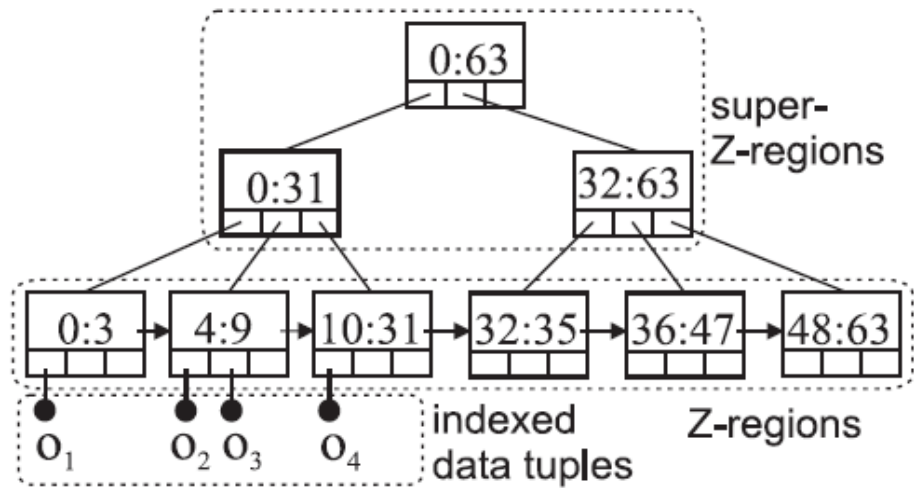 0:63
super-
Z-regions
0:31
32:63
0:3
4:9
10:31
32:35
36:47
48:63
o₁
o₂
o₃
o₄
indexed
data tuples
Z-regions